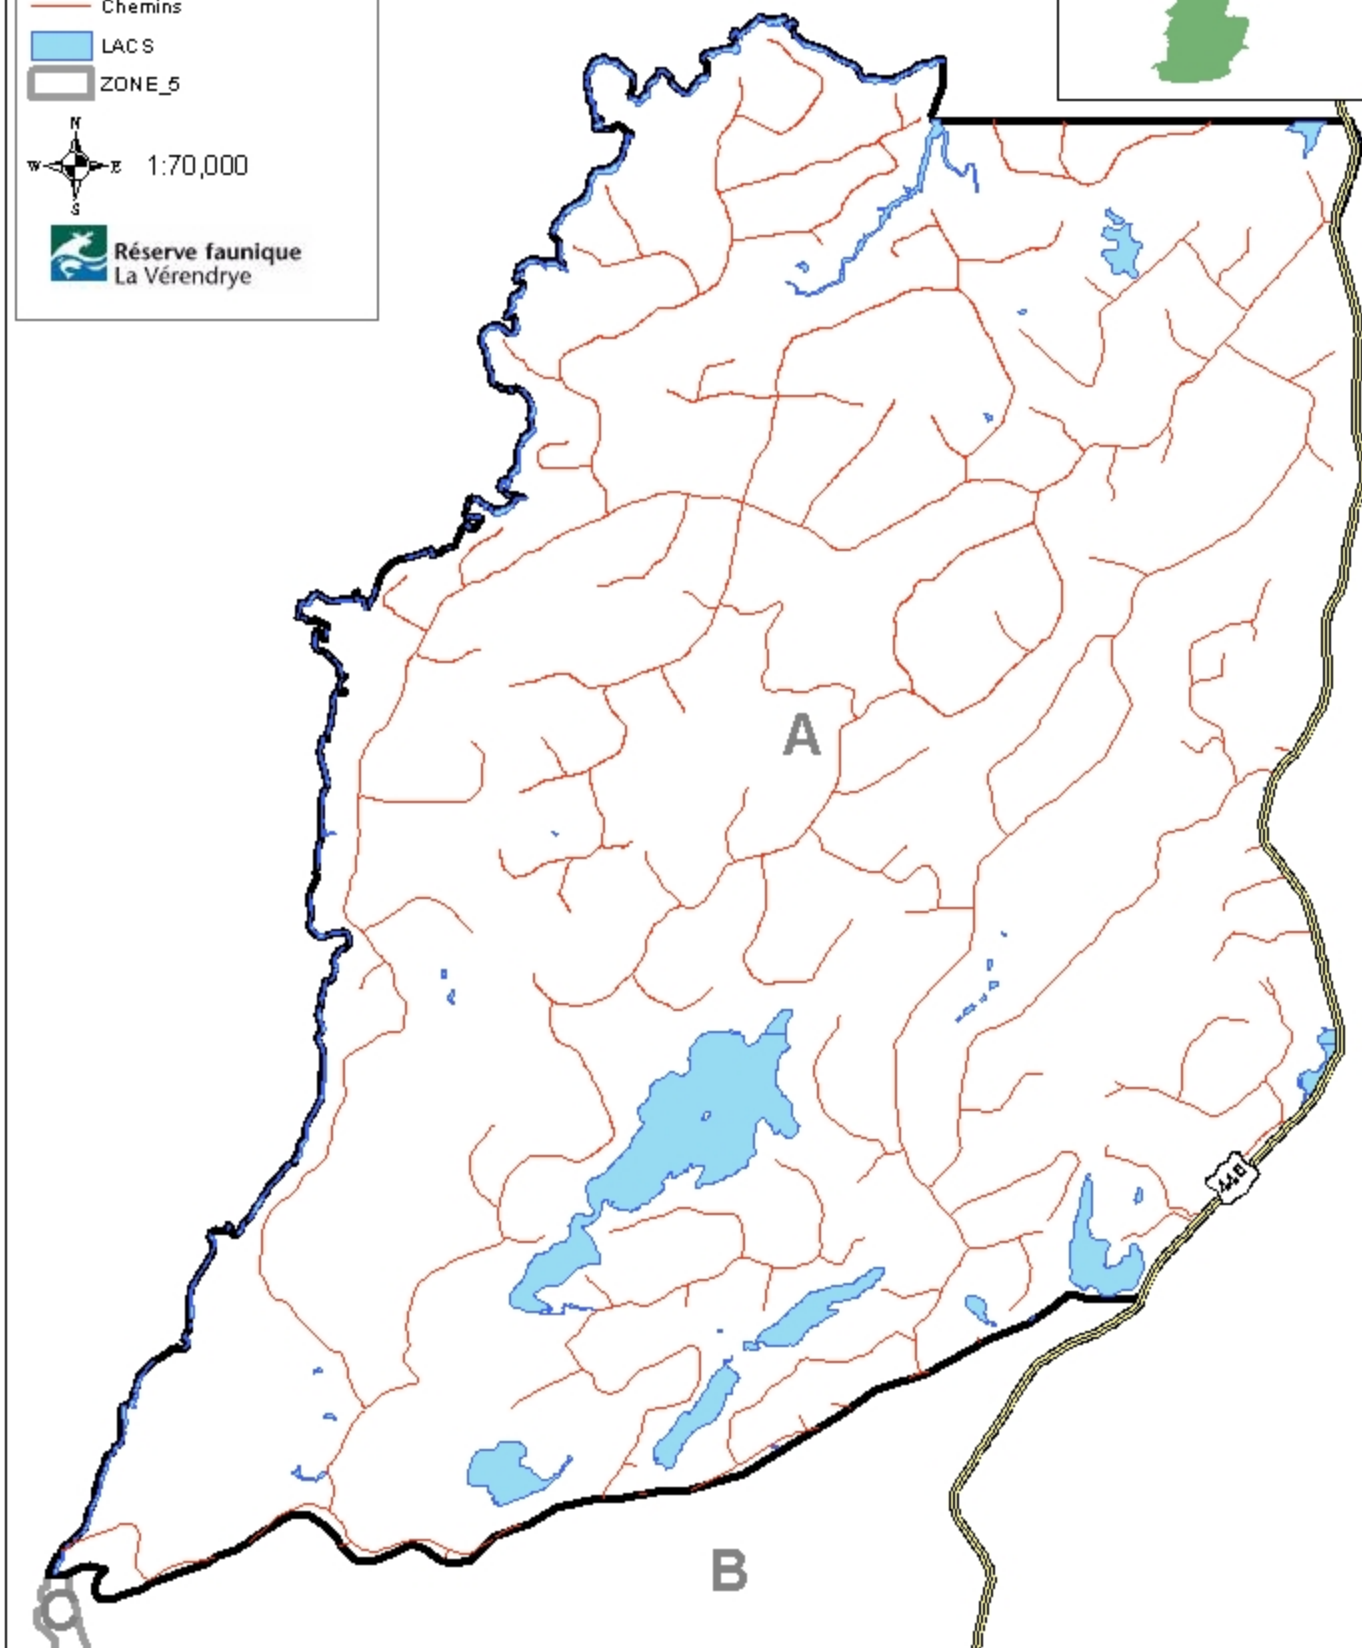 Chemins
LACS
ZONE_5
N
W E 1:70,000
S
Réserve faunique
La Vérendrye
A
B